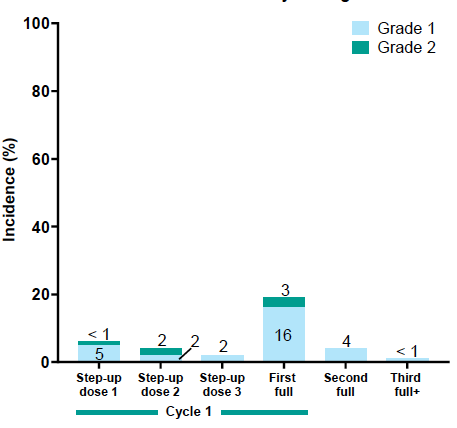 100
80
60
40
20
0
Incidence (%)
Grade 1
Grade 2
< 1
5
2
2
2
3
16
4
< 1
Step-up
dose 1
Step-up
dose 2
Step-up
dose 3
First
full
Second
full
Third
full+
Cycle 1